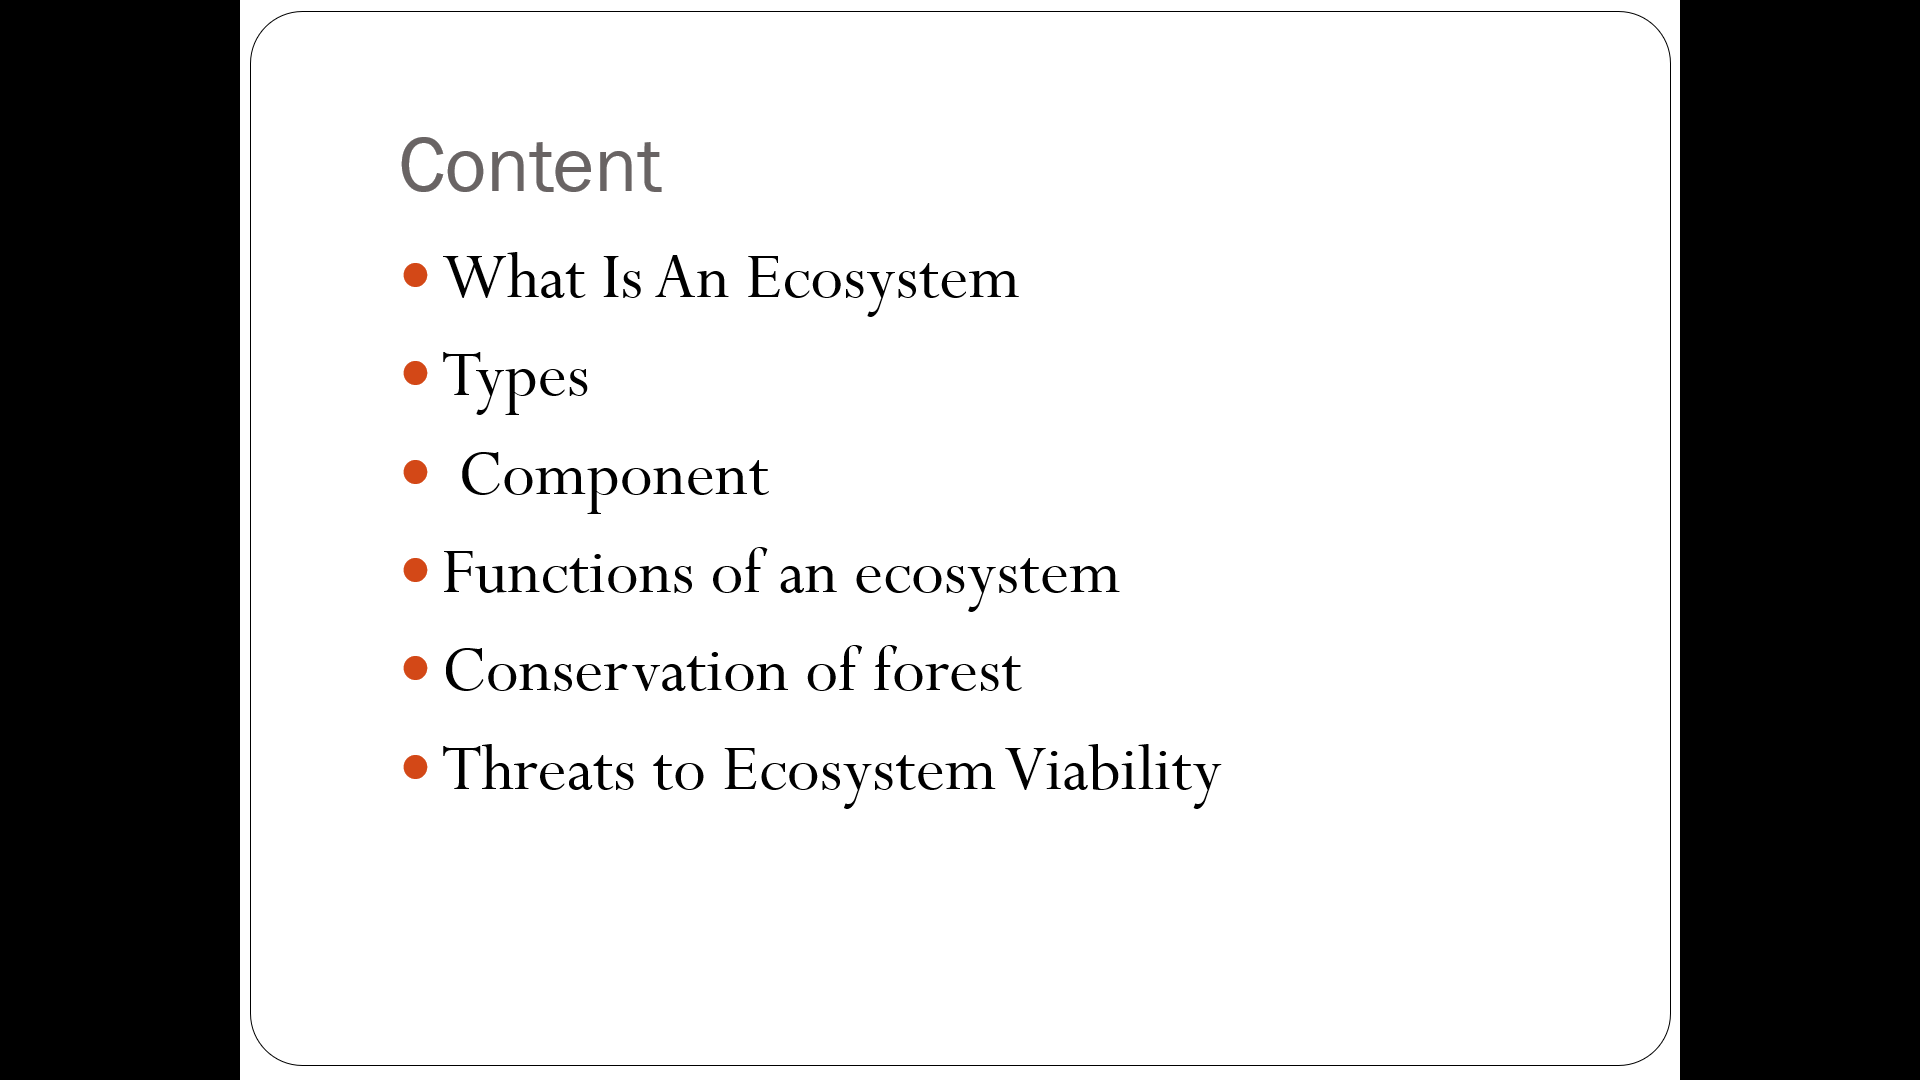 Content
What Is An Ecosystem
Types
Component
Functions of an ecosystem
Conservation of forest
Threats to Ecosystem Viability